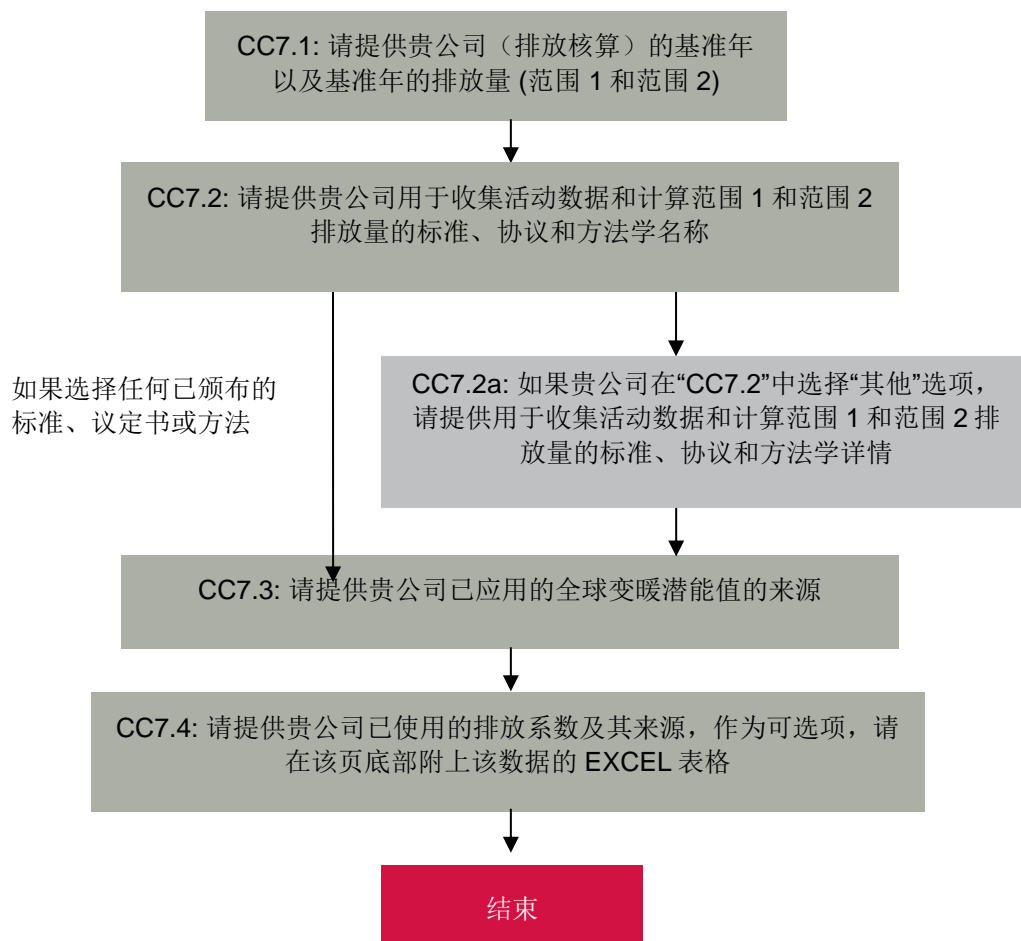 CC7.1: 请提供贵公司（排放核算）的基准年
以及基准年的排放量 (范围 1 和范围 2)
CC7.2: 请提供贵公司用于收集活动数据和计算范围 1 和范围 2
排放量的标准、协议和方法学名称
如果选择任何已颁布的
标准、议定书或方法
CC7.2a: 如果贵公司在“CC7.2”中选择“其他”选项，
请提供用于收集活动数据和计算范围 1 和范围 2 排
放量的标准、协议和方法学详情
CC7.3: 请提供贵公司已应用的全球变暖潜能值的来源
CC7.4: 请提供贵公司已使用的排放系数及其来源，作为可选项，请
在该页底部附上该数据的 EXCEL 表格
结束